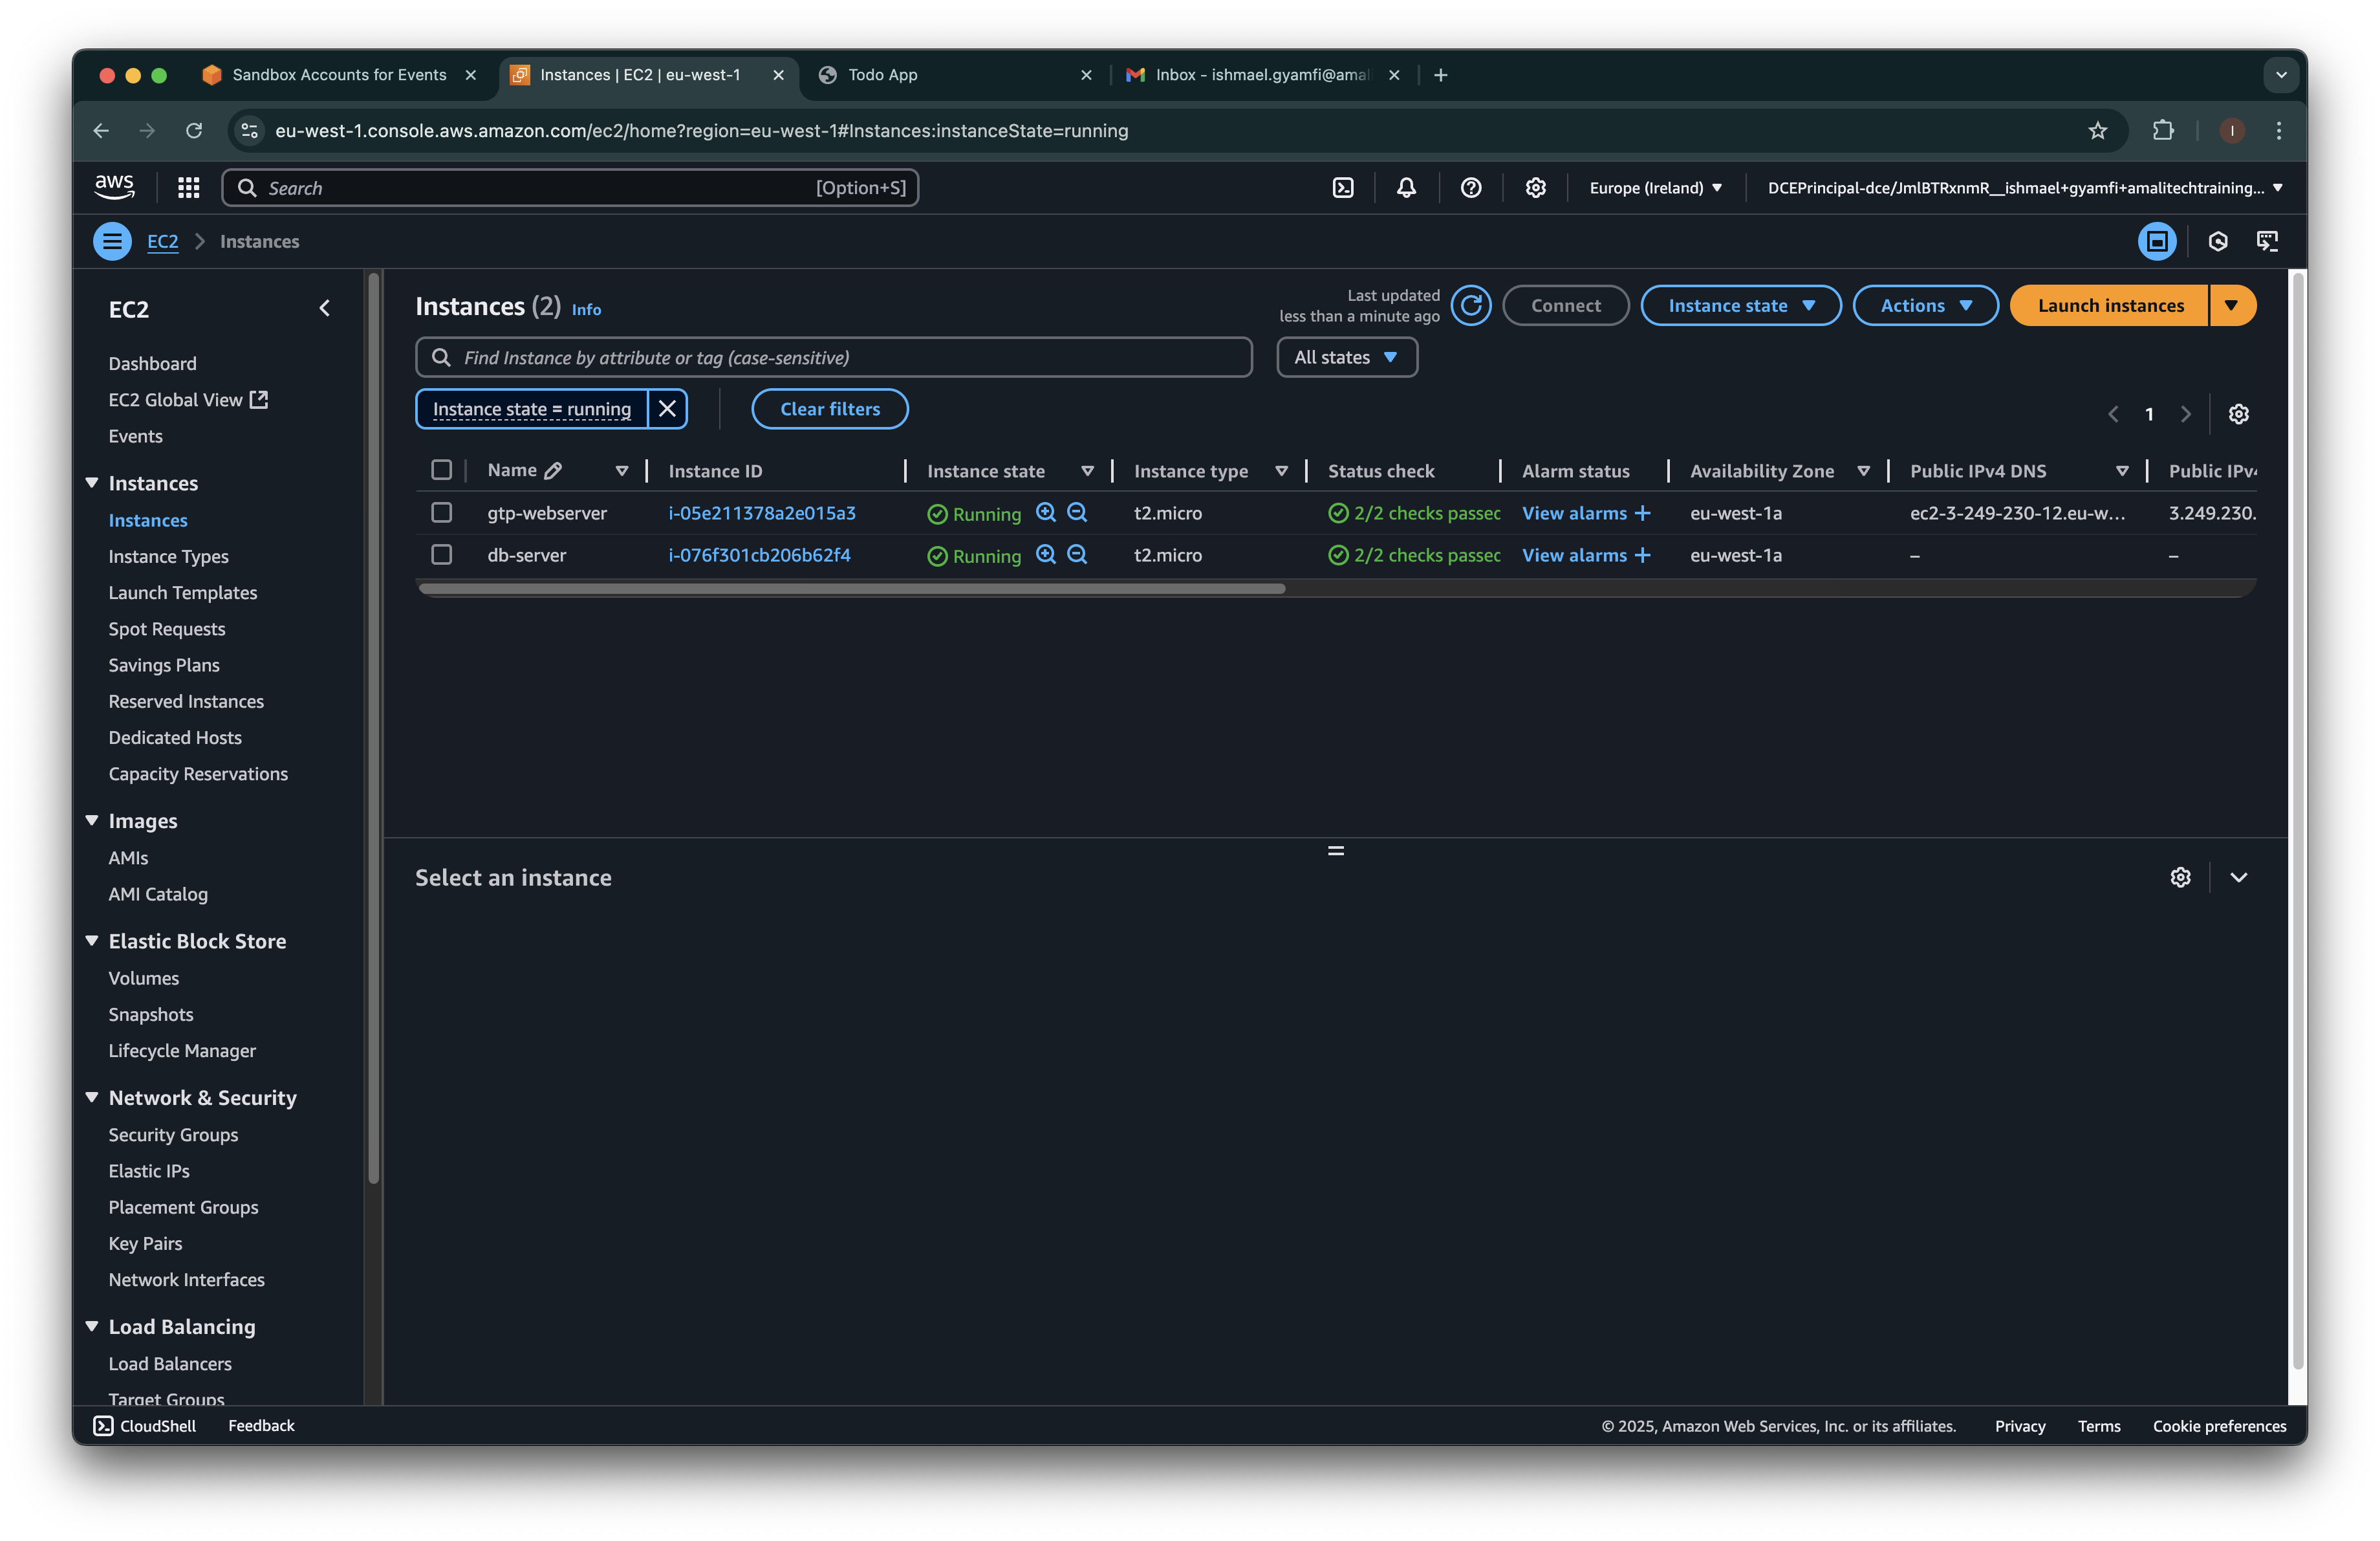 Sandbox Accounts for Events
Instances | EC2 | eu-west-1
Todo App
Inbox - ishmael.gyamfi@amal
eu-west-1.console.aws.amazon.com/ec2/home?region=eu-west-1#Instances:instanceState=running
I
aws
Search
[Option+S]
Europe (Ireland)
DCEPrincipal-dce/JmlBTRxnmR__ishmael+gyamfi+amalitechtraining...
EC2
Instances
EC2
Dashboard
EC2 Global View
Events
Instances
Instances
Instance Types
Launch Templates
Spot Requests
Savings Plans
Reserved Instances
Dedicated Hosts
Capacity Reservations
Images
AMIs
AMI Catalog
Elastic Block Store
Volumes
Snapshots
Lifecycle Manager
Network & Security
Security Groups
Elastic IPs
Placement Groups
Key Pairs
Network Interfaces
Load Balancing
Load Balancers
Target Groups
Instances (2) Info
Last updated
less than a minute ago
Connect
Instance state
Actions
Launch instances
Find Instance by attribute or tag (case-sensitive)
All states
Instance state = running
Clear filters
1
Name Instance ID Instance state Instance type Status check Alarm status Availability Zone Public IPv4 DNS Public IPv4
gtp-webserver i-05e211378a2e015a3 Running t2.micro 2/2 checks passed View alarms + eu-west-1a ec2-3-249-230-12.eu-w... 3.249.230.
db-server i-076f301cb206b62f4 Running t2.micro 2/2 checks passed View alarms + eu-west-1a – –
Select an instance
CloudShell
Feedback
© 2025, Amazon Web Services, Inc. or its affiliates.
Privacy
Terms
Cookie preferences